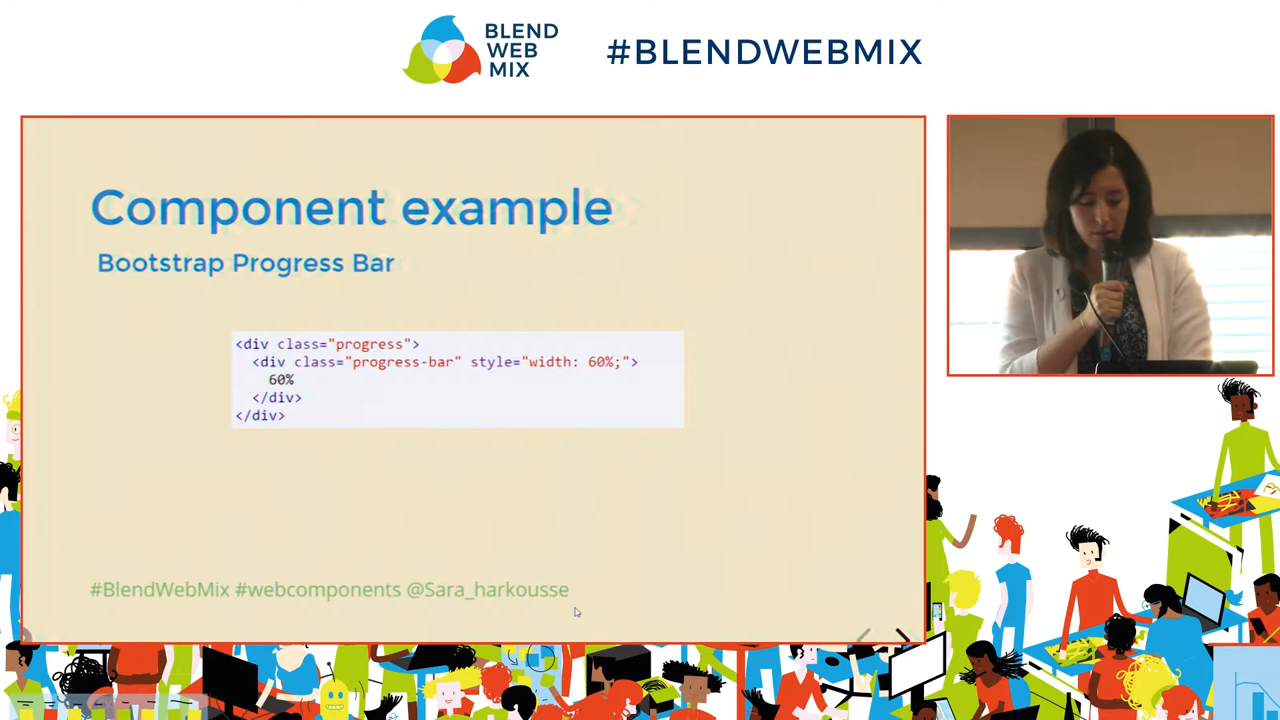 BLEND
WEB
MIX
#BLENDWEBMIX
Component example
Bootstrap Progress Bar
<div class="progress">
  <div class="progress-bar" style="width: 60%;">
    60%
  </div>
</div>
#BlendWebMix #webcomponents @Sara_harkousse